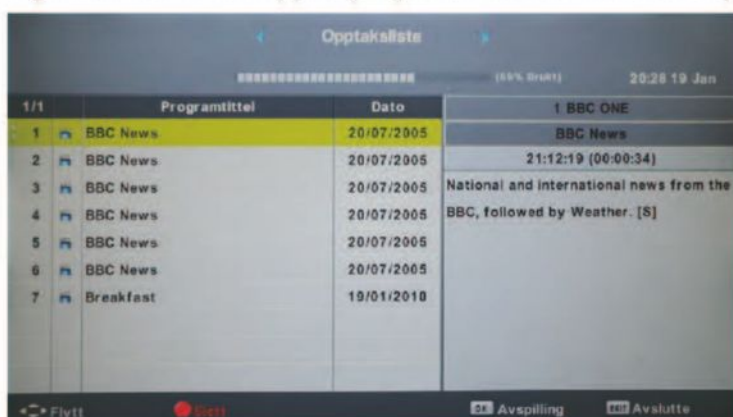 Opptaksliste
20:28 19 Jan
1/1 Programtittel Dato
1 BBC News 20/07/2005
2 BBC News 20/07/2005
3 BBC News 20/07/2005
4 BBC News 20/07/2005
5 BBC News 20/07/2005
6 BBC News 20/07/2005
7 Breakfast 19/01/2010
1 BBC ONE
BBC News
21:12:19 (00:00:34)
National and international news from the
BBC, followed by Weather. [S]
Flytt Slett OK Avspilling EXIT Avslutte